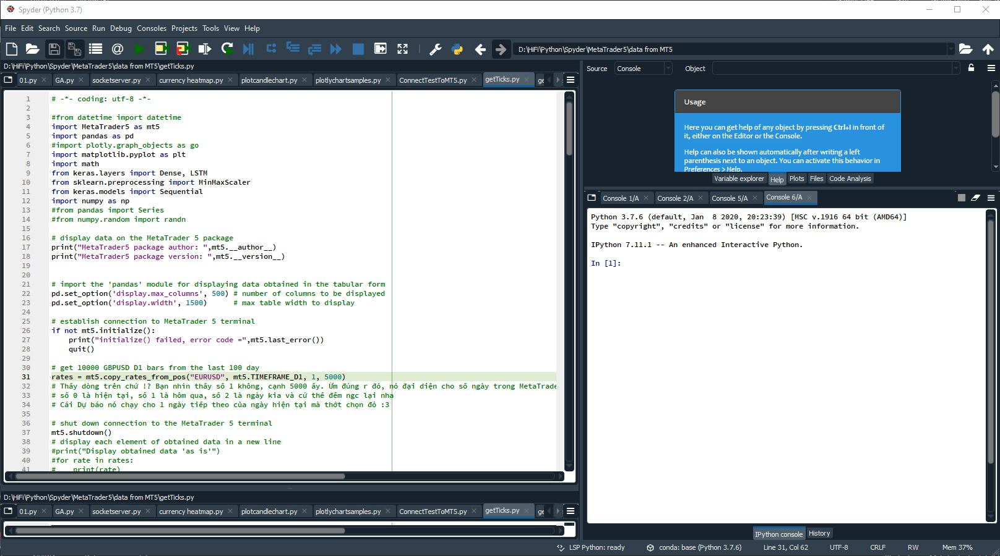 Spyder (Python 3.7)
File Edit Search Source Run Debug Consoles Projects Tools View Help
D:\HiFi\Python\Spyder\MetaTrader5\data from MT5
D:\HiFi\Python\Spyder\MetaTrader5\data from MT5\getTicks.py
01.py GA.py socketserver.py currency heatmap.py plotcandlechart.py plotlychartsamples.py ConnectTestToMT5.py getTicks.py ge
1 # -*- coding: utf-8 -*-
2
3 #from datetime import datetime
4 import MetaTrader5 as mt5
5 import pandas as pd
6 #import plotly.graph_objects as go
7 import matplotlib.pyplot as plt
8 import math
9 from keras.layers import Dense, LSTM
10 from sklearn.preprocessing import MinMaxScaler
11 from keras.models import Sequential
12 import numpy as np
13 #from pandas import Series
14 #from numpy.random import randn
15
16 # display data on the MetaTrader 5 package
17 print("MetaTrader5 package author: ",mt5.__author__)
18 print("MetaTrader5 package version: ",mt5.__version__)
19
20
21 # import the 'pandas' module for displaying data obtained in the tabular form
22 pd.set_option('display.max_columns', 500) # number of columns to be displayed
23 pd.set_option('display.width', 1500)      # max table width to display
24
25 # establish connection to MetaTrader 5 terminal
26 if not mt5.initialize():
27     print("initialize() failed, error code =",mt5.last_error())
28     quit()
29
30 # get 10000 GBPUSD D1 bars from the last 100 day
31 rates = mt5.copy_rates_from_pos("EURUSD", mt5.TIMEFRAME_D1, 1, 5000)
32 # Thấy dòng trên chứ !? Bạn nhìn thấy số 1 không, cạnh 5000 ấy. Ừm đúng r đó, nó đại diện cho số ngày trong MetaTrade
33 # số 0 là hiện tại, số 1 là hôm qua, số 2 là ngày kia và cứ thế đếm ngc lại nha
34 # Cái Dự báo nó chạy cho 1 ngày tiếp theo của ngày hiện tại mà thớt chọn đó :3
35
36 # shut down connection to the MetaTrader 5 terminal
37 mt5.shutdown()
38 # display each element of obtained data in a new line
39 #print("Display obtained data 'as is'")
40 #for rate in rates:
41 #    print(rate)
D:\HiFi\Python\Spyder\MetaTrader5\data from MT5\getTicks.py
01.py GA.py socketserver.py currency heatmap.py plotcandlechart.py plotlychartsamples.py ConnectTestToMT5.py getTicks.py ge
Source Console Object
Usage
Here you can get help of any object by pressing Ctrl+I in front of
it, either on the Editor or the Console.
Help can also be shown automatically after writing a left
parenthesis next to an object. You can activate this behavior in
Preferences > Help.
Variable explorer Help Plots Files Code Analysis
Console 1/A Console 2/A Console 5/A Console 6/A
Python 3.7.6 (default, Jan  8 2020, 20:23:39) [MSC v.1916 64 bit (AMD64)]
Type "copyright", "credits" or "license" for more information.
IPython 7.11.1 -- An enhanced Interactive Python.
In [1]:
IPython console History
LSP Python: ready conda: base (Python 3.7.6) Line 31, Col 62 UTF-8 CRLF RW Mem 37%